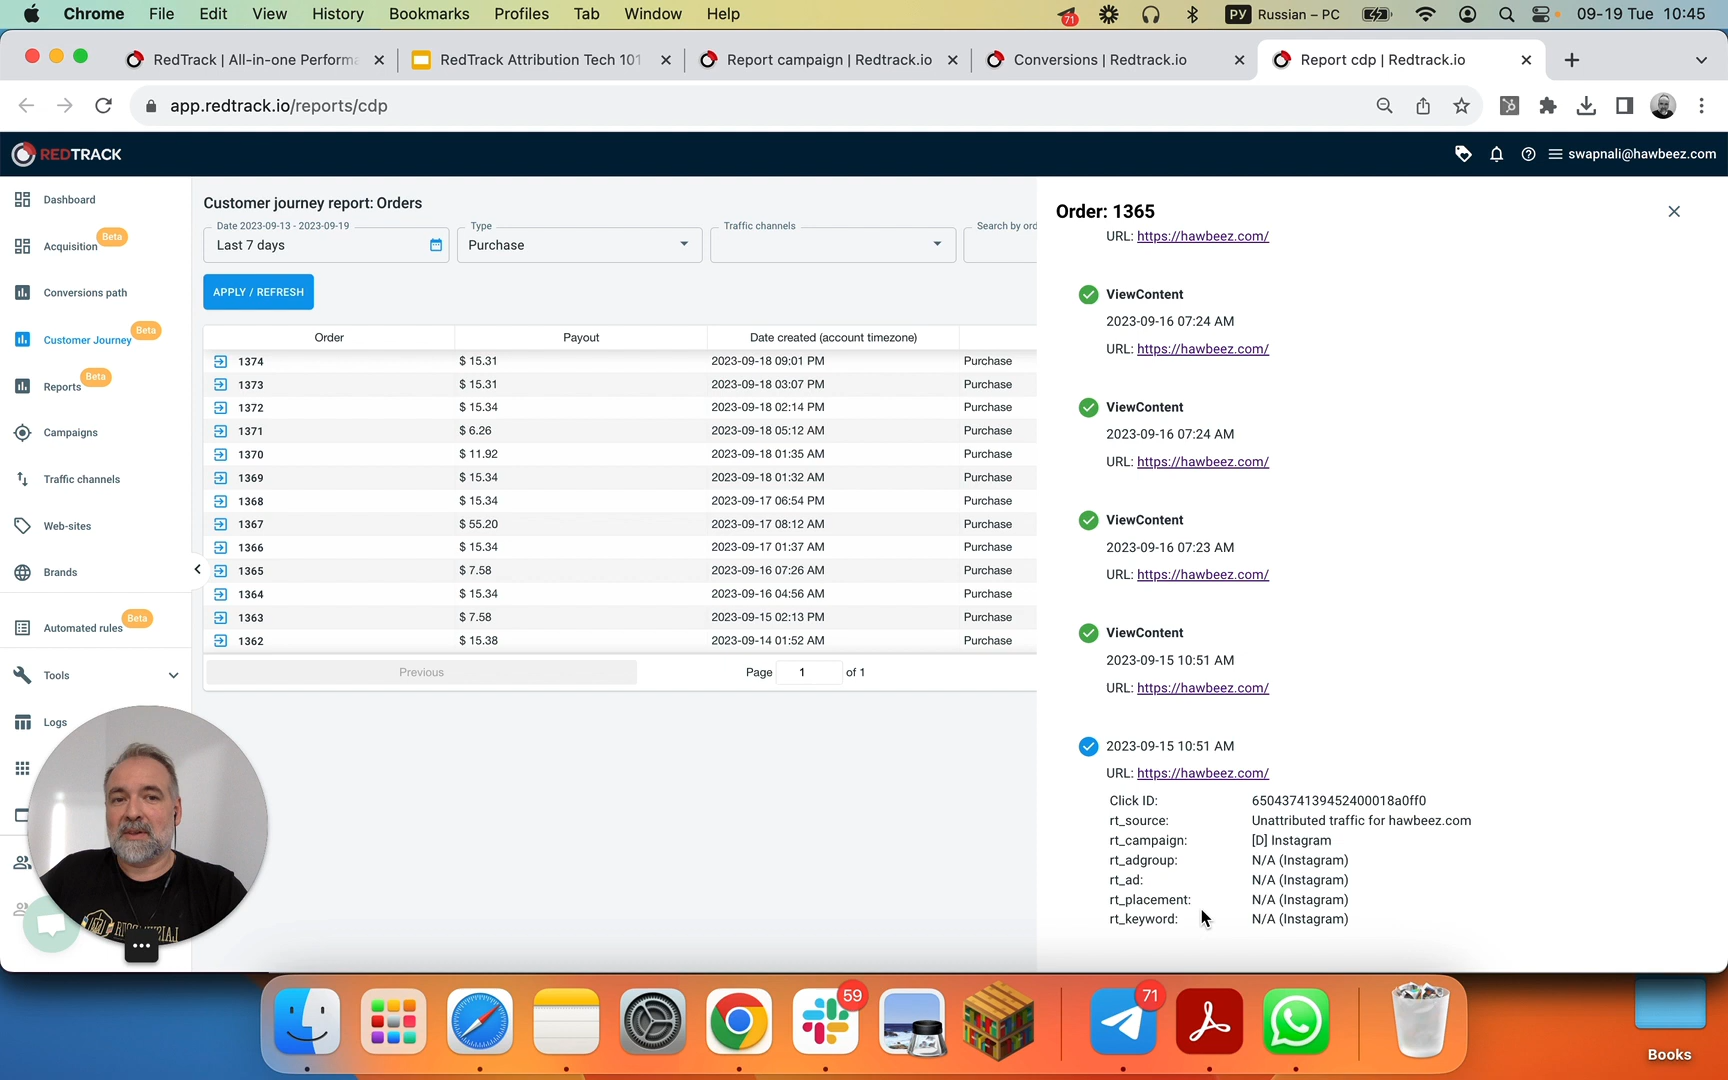 Chrome File Edit View History Bookmarks Profiles Tab Window Help
71 РУ Russian – PC 09-19 Tue 10:45
RedTrack | All-in-one Performa
RedTrack Attribution Tech 101
Report campaign | Redtrack.io
Conversions | Redtrack.io
Report cdp | Redtrack.io
app.redtrack.io/reports/cdp
REDTRACK
swapnali@hawbeez.com
Dashboard
Acquisition Beta
Conversions path
Customer Journey Beta
Reports Beta
Campaigns
Traffic channels
Web-sites
Brands
Automated rules Beta
Tools
Logs
Customer journey report: Orders
Date 2023-09-13 - 2023-09-19
Last 7 days
Type
Purchase
Traffic channels
Search by ord
APPLY / REFRESH
Order Payout Date created (account timezone)
1374 $ 15.31 2023-09-18 09:01 PM Purchase
1373 $ 15.31 2023-09-18 03:07 PM Purchase
1372 $ 15.34 2023-09-18 02:14 PM Purchase
1371 $ 6.26 2023-09-18 05:12 AM Purchase
1370 $ 11.92 2023-09-18 01:35 AM Purchase
1369 $ 15.34 2023-09-18 01:32 AM Purchase
1368 $ 15.34 2023-09-17 06:54 PM Purchase
1367 $ 55.20 2023-09-17 08:12 AM Purchase
1366 $ 15.34 2023-09-17 01:37 AM Purchase
1365 $ 7.58 2023-09-16 07:26 AM Purchase
1364 $ 15.34 2023-09-16 04:56 AM Purchase
1363 $ 7.58 2023-09-15 02:13 PM Purchase
1362 $ 15.38 2023-09-14 01:52 AM Purchase
Previous Page 1 of 1
Order: 1365
URL: https://hawbeez.com/
ViewContent
2023-09-16 07:24 AM
URL: https://hawbeez.com/
ViewContent
2023-09-16 07:24 AM
URL: https://hawbeez.com/
ViewContent
2023-09-16 07:23 AM
URL: https://hawbeez.com/
ViewContent
2023-09-15 10:51 AM
URL: https://hawbeez.com/
2023-09-15 10:51 AM
URL: https://hawbeez.com/
Click ID: 6504374139452400018a0ff0
rt_source: Unattributed traffic for hawbeez.com
rt_campaign: [D] Instagram
rt_adgroup: N/A (Instagram)
rt_ad: N/A (Instagram)
rt_placement: N/A (Instagram)
rt_keyword: N/A (Instagram)
59
71
Books